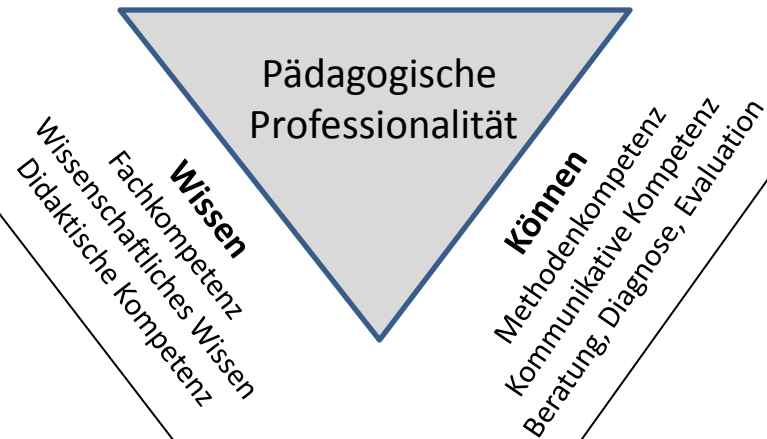 Pädagogische
Professionalität
Wissen
Fachkompetenz
Wissenschaftliches Wissen
Didaktische Kompetenz
Können
Methodenkompetenz
Kommunikative Kompetenz
Beratung, Diagnose, Evaluation